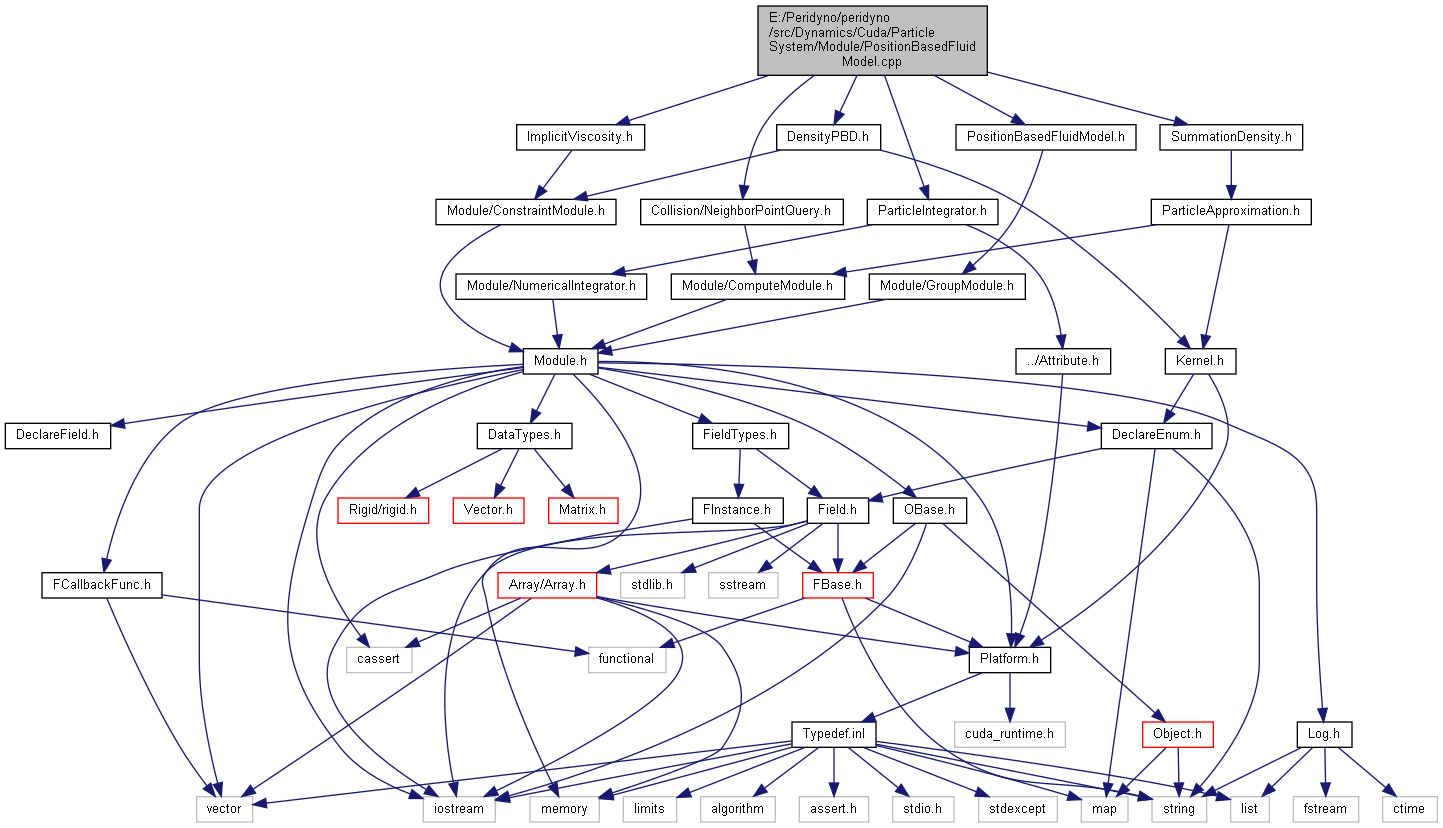 E:/Peridyno/peridyno
/src/Dynamics/Cuda/Particle
System/Module/PositionBasedFluid
Model.cpp
ImplicitViscosity.h
DensityPBD.h
PositionBasedFluidModel.h
SummationDensity.h
Module/ConstraintModule.h
Collision/NeighborPointQuery.h
ParticleIntegrator.h
ParticleApproximation.h
Module/NumericalIntegrator.h
Module/ComputeModule.h
Module/GroupModule.h
Module.h
../Attribute.h
Kernel.h
DeclareField.h
DataTypes.h
FieldTypes.h
DeclareEnum.h
Rigid/rigid.h
Vector.h
Matrix.h
FInstance.h
Field.h
OBase.h
FCallbackFunc.h
Array/Array.h
stdlib.h
sstream
FBase.h
cassert
functional
Platform.h
Typedef.inl
cuda_runtime.h
Object.h
Log.h
vector
iostream
memory
limits
algorithm
assert.h
stdio.h
stdexcept
map
string
list
fstream
ctime